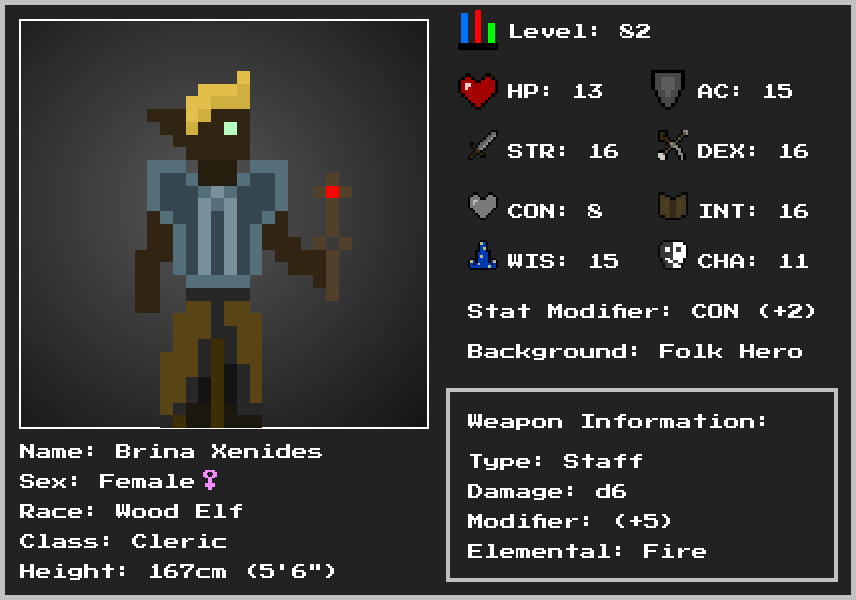 Level: 82
HP: 13 AC: 15
STR: 16 DEX: 16
CON: 8 INT: 16
WIS: 15 CHA: 11
Stat Modifier: CON (+2)
Background: Folk Hero
Weapon Information:
Type: Staff
Damage: d6
Modifier: (+5)
Elemental: Fire
Name: Brina Xenides
Sex: Female♀
Race: Wood Elf
Class: Cleric
Height: 167cm (5'6")